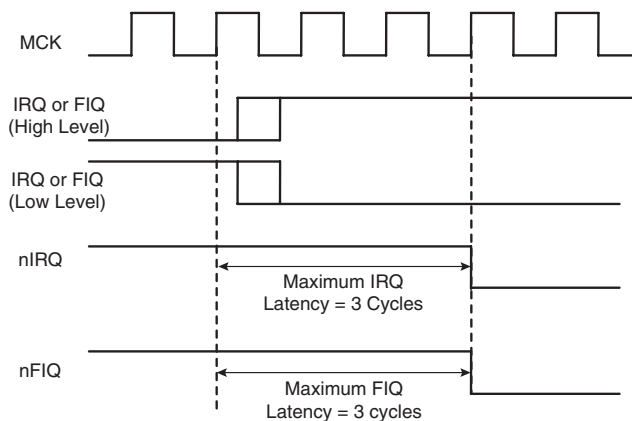 MCK
IRQ or FIQ
(High Level)
IRQ or FIQ
(Low Level)
nIRQ
Maximum IRQ
Latency = 3 Cycles
nFIQ
Maximum FIQ
Latency = 3 cycles